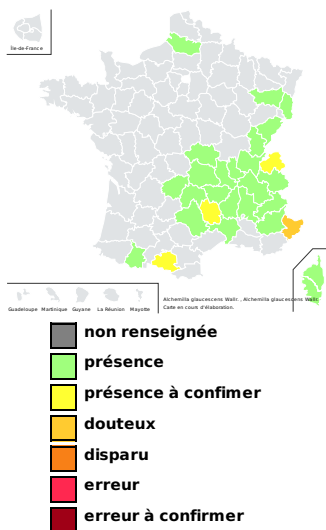 Île-de-France
Guadeloupe Martinique Guyane La Réunion Mayotte
Alchemilla glaucescens Wallr., Alchemilla glaucescens Wallr.
Carte en cours d'élaboration.
non renseignée
présence
présence à confimer
douteux
disparu
erreur
erreur à confirmer